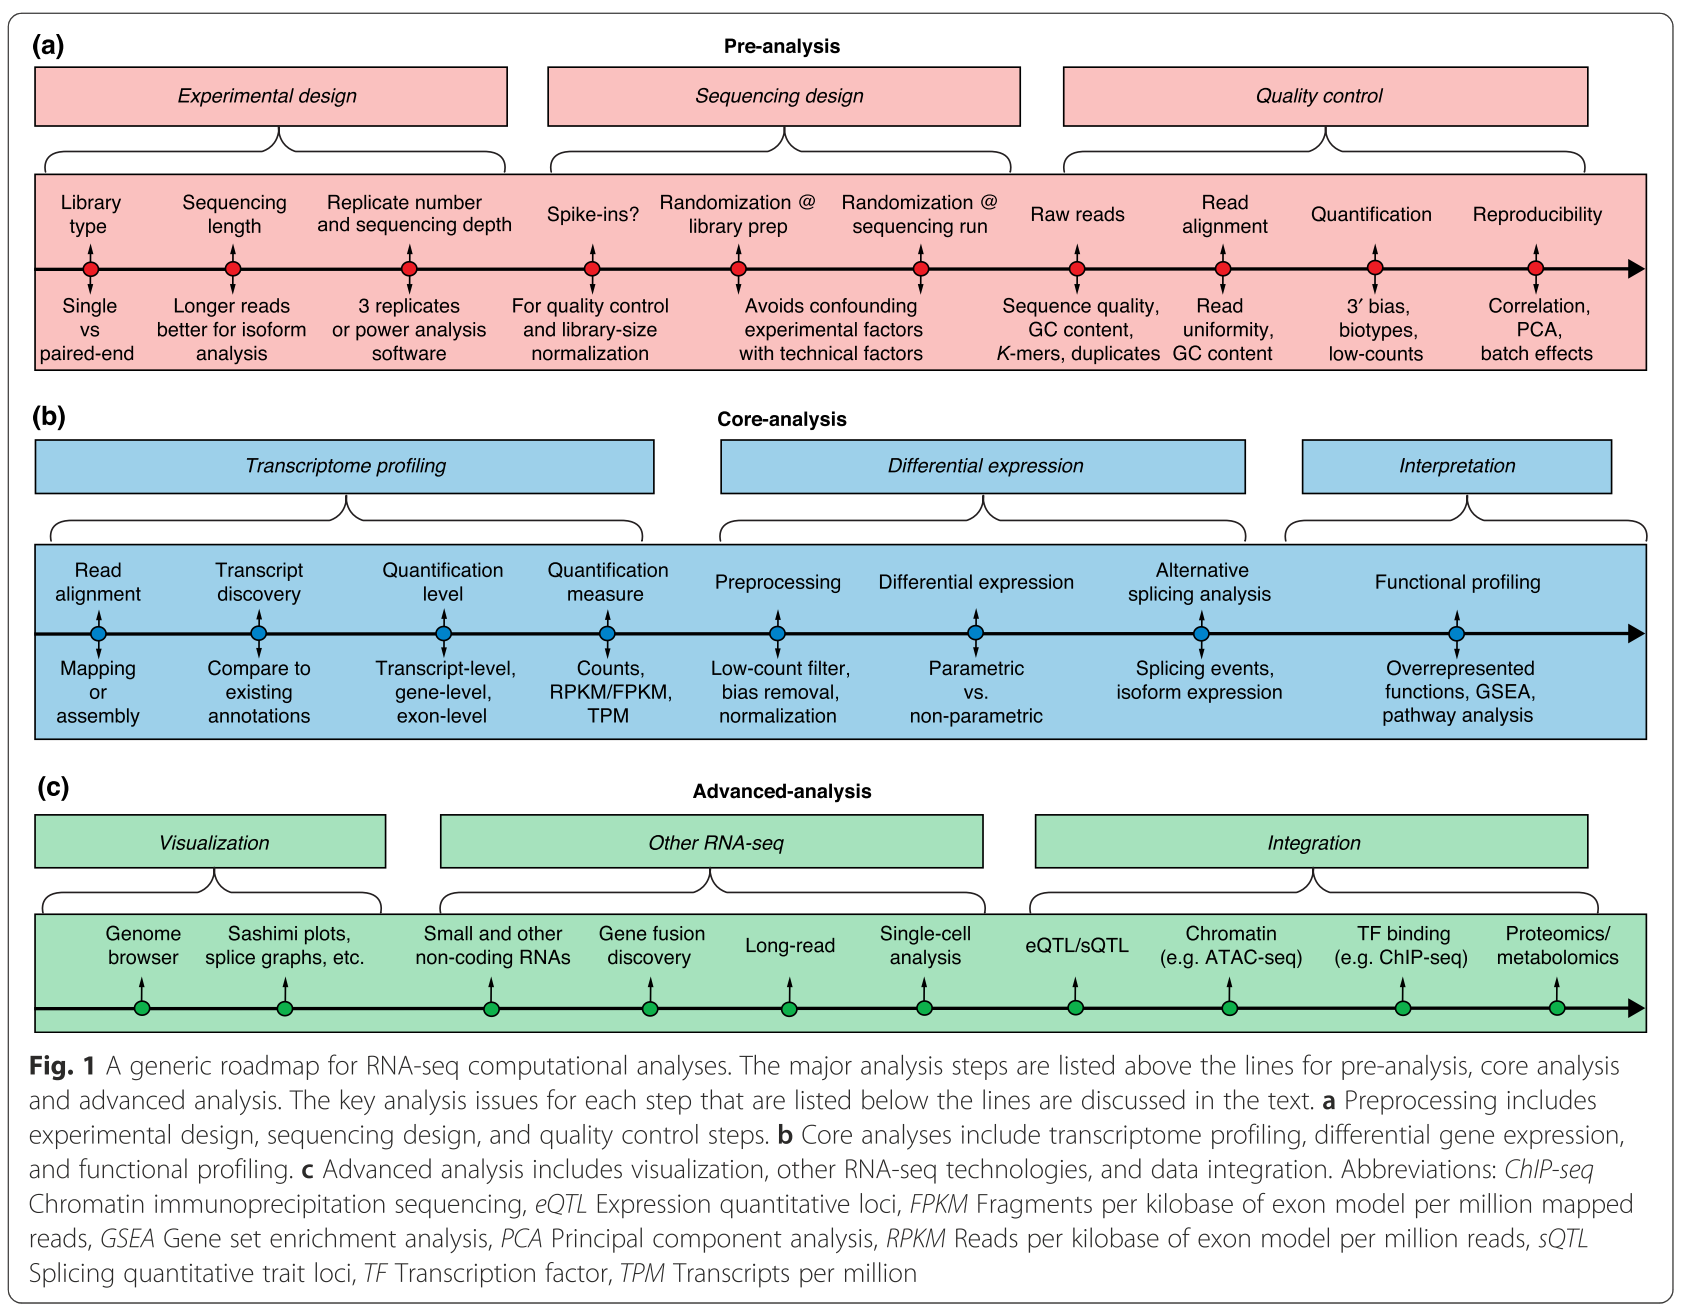 (a)
Pre-analysis
Experimental design
Sequencing design
Quality control
Library
type
Sequencing
length
Replicate number
and sequencing depth
Spike-ins?
Randomization @
library prep
Randomization @
sequencing run
Raw reads
Read
alignment
Quantification
Reproducibility
Single
vs
paired-end
Longer reads
better for isoform
analysis
3 replicates
or power analysis
software
For quality control
and library-size
normalization
Avoids confounding
experimental factors
with technical factors
Sequence quality,
GC content,
K-mers, duplicates
Read
uniformity,
GC content
3′ bias,
biotypes,
low-counts
Correlation,
PCA,
batch effects
(b)
Core-analysis
Transcriptome profiling
Differential expression
Interpretation
Read
alignment
Transcript
discovery
Quantification
level
Quantification
measure
Preprocessing
Differential expression
Alternative
splicing analysis
Functional profiling
Mapping
or
assembly
Compare to
existing
annotations
Transcript-level,
gene-level,
exon-level
Counts,
RPKM/FPKM,
TPM
Low-count filter,
bias removal,
normalization
Parametric
vs.
non-parametric
Splicing events,
isoform expression
Overrepresented
functions, GSEA,
pathway analysis
(c)
Advanced-analysis
Visualization
Other RNA-seq
Integration
Genome
browser
Sashimi plots,
splice graphs, etc.
Small and other
non-coding RNAs
Gene fusion
discovery
Long-read
Single-cell
analysis
eQTL/sQTL
Chromatin
(e.g. ATAC-seq)
TF binding
(e.g. ChIP-seq)
Proteomics/
metabolomics
Fig. 1 A generic roadmap for RNA-seq computational analyses. The major analysis steps are listed above the lines for pre-analysis, core analysis
and advanced analysis. The key analysis issues for each step that are listed below the lines are discussed in the text. a Preprocessing includes
experimental design, sequencing design, and quality control steps. b Core analyses include transcriptome profiling, differential gene expression,
and functional profiling. c Advanced analysis includes visualization, other RNA-seq technologies, and data integration. Abbreviations: ChIP-seq
Chromatin immunoprecipitation sequencing, eQTL Expression quantitative loci, FPKM Fragments per kilobase of exon model per million mapped
reads, GSEA Gene set enrichment analysis, PCA Principal component analysis, RPKM Reads per kilobase of exon model per million reads, sQTL
Splicing quantitative trait loci, TF Transcription factor, TPM Transcripts per million